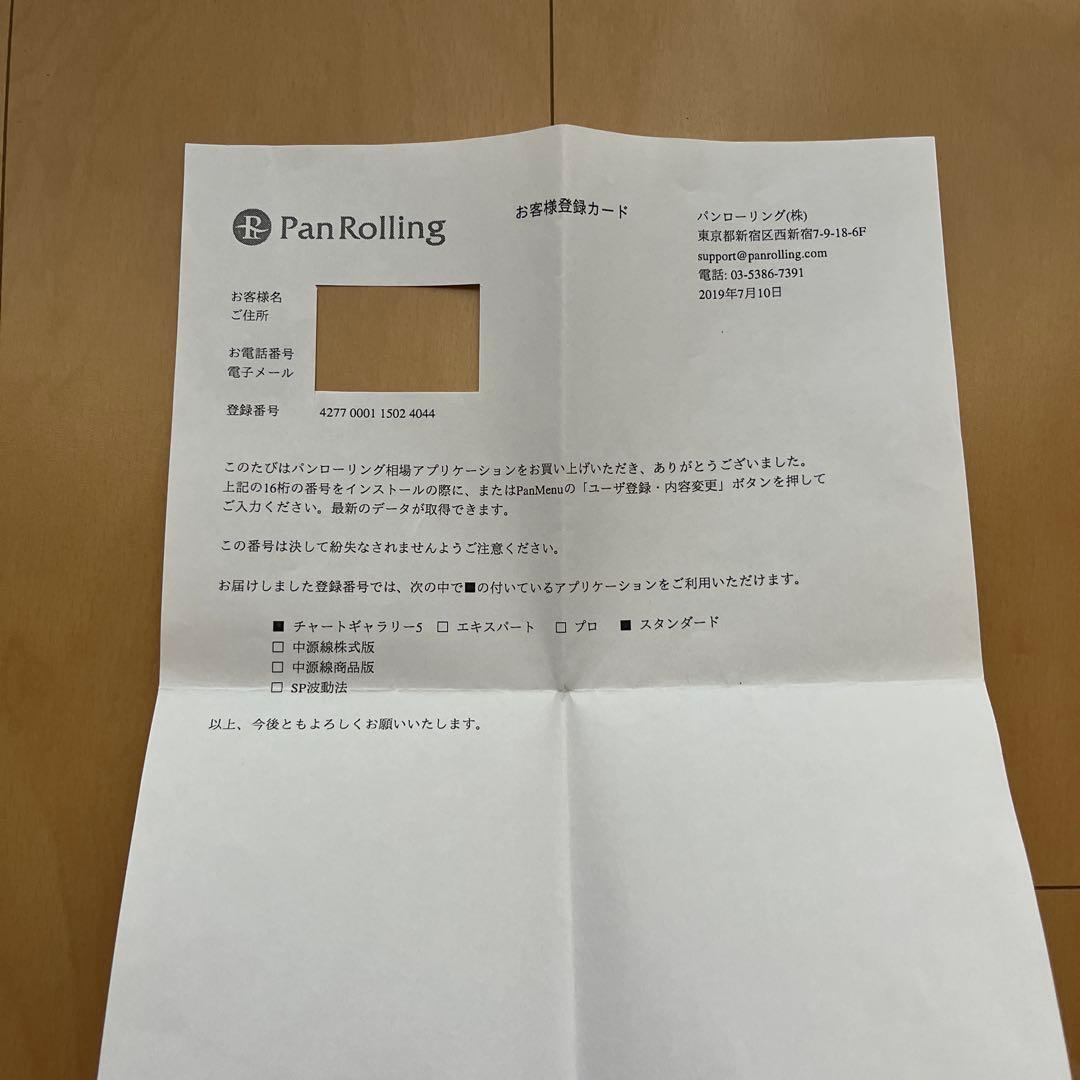 PanRolling
お客様登録カード
パンローリング(株)
東京都新宿区西新宿7-9-18-6F
support@panrolling.com
電話: 03-5386-7391
2019年7月10日
お客様名
ご住所
お電話番号
電子メール
登録番号 4277 0001 1502 4044
このたびはパンローリング相場アプリケーションをお買い上げいただき、ありがとうございました。
上記の16桁の番号をインストールの際に、またはPanMenuの「ユーザ登録・内容変更」ボタンを押して
ご入力ください。最新のデータが取得できます。
この番号は決して紛失なされませんようご注意ください。
お届けしました登録番号では、次の中で■の付いているアプリケーションをご利用いただけます。
■ チャートギャラリー5 □ エキスパート □ プロ ■ スタンダード
□ 中源線株式版
□ 中源線商品版
□ SP波動法
以上、今後ともよろしくお願いいたします。